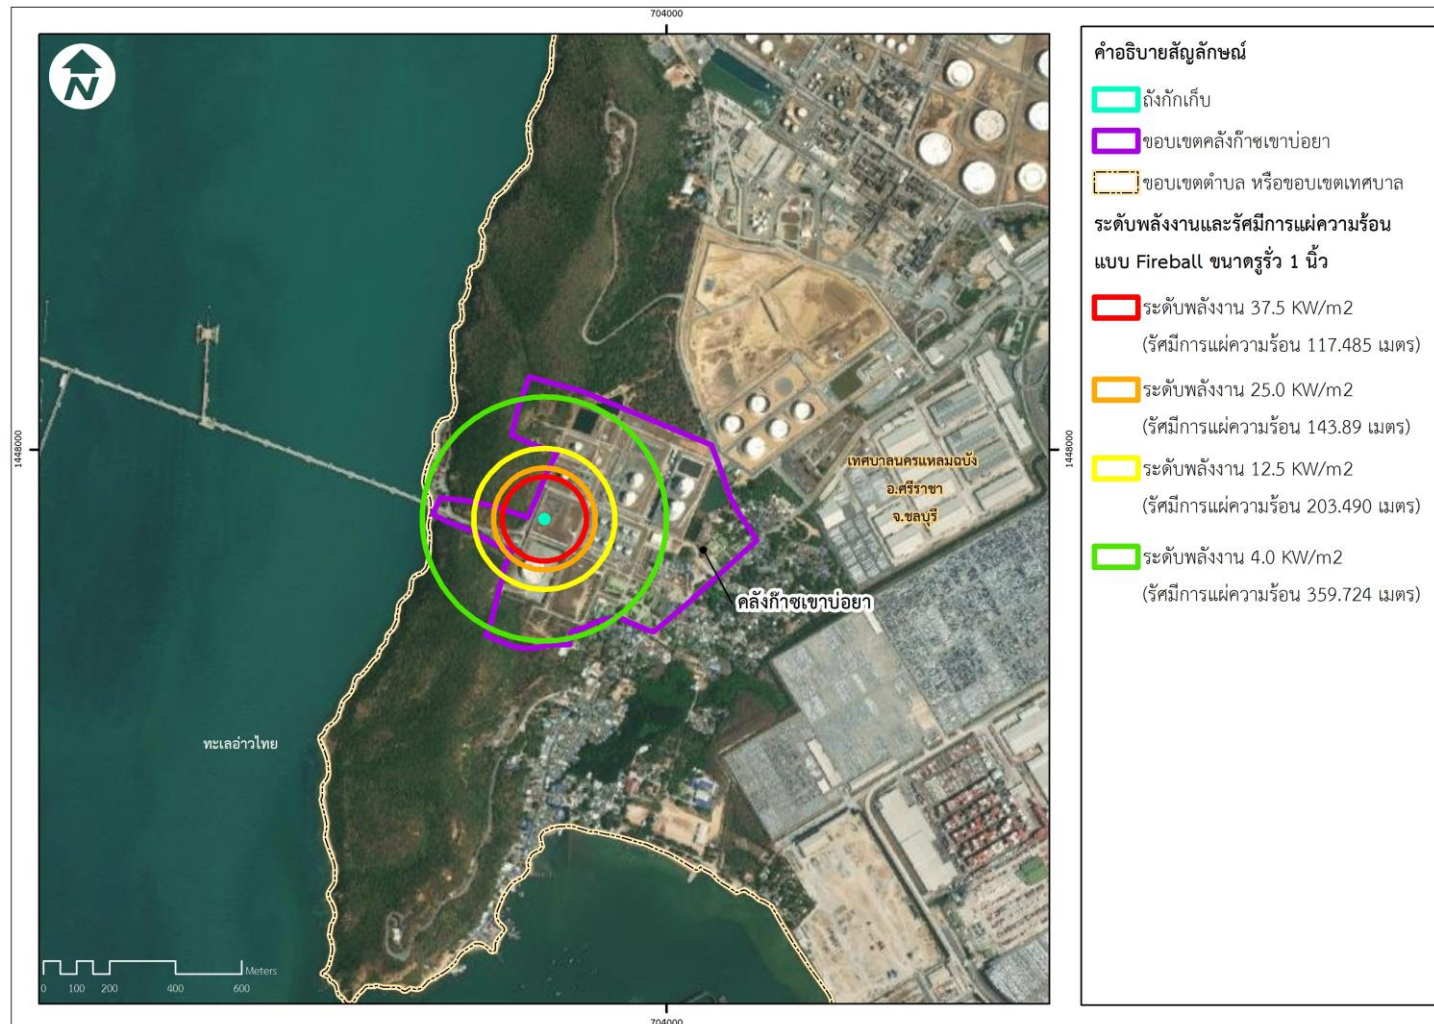 704000
N
1448000
1448000
เทศบาลนครแหลมฉบัง
อ.ศรีราชา
จ.ชลบุรี
คลังก๊าซเขาบ่อยา
ทะเลอ่าวไทย
Meters
0 100 200 400 600
704000
คำอธิบายสัญลักษณ์
ถังกักเก็บ
ขอบเขตคลังก๊าซเขาบ่อยา
ขอบเขตตำบล หรือขอบเขตเทศบาล
ระดับพลังงานและรัศมีการแผ่ความร้อน
แบบ Fireball ขนาดรูรั่ว 1 นิ้ว
ระดับพลังงาน 37.5 KW/m2
(รัศมีการแผ่ความร้อน 117.485 เมตร)
ระดับพลังงาน 25.0 KW/m2
(รัศมีการแผ่ความร้อน 143.89 เมตร)
ระดับพลังงาน 12.5 KW/m2
(รัศมีการแผ่ความร้อน 203.490 เมตร)
ระดับพลังงาน 4.0 KW/m2
(รัศมีการแผ่ความร้อน 359.724 เมตร)